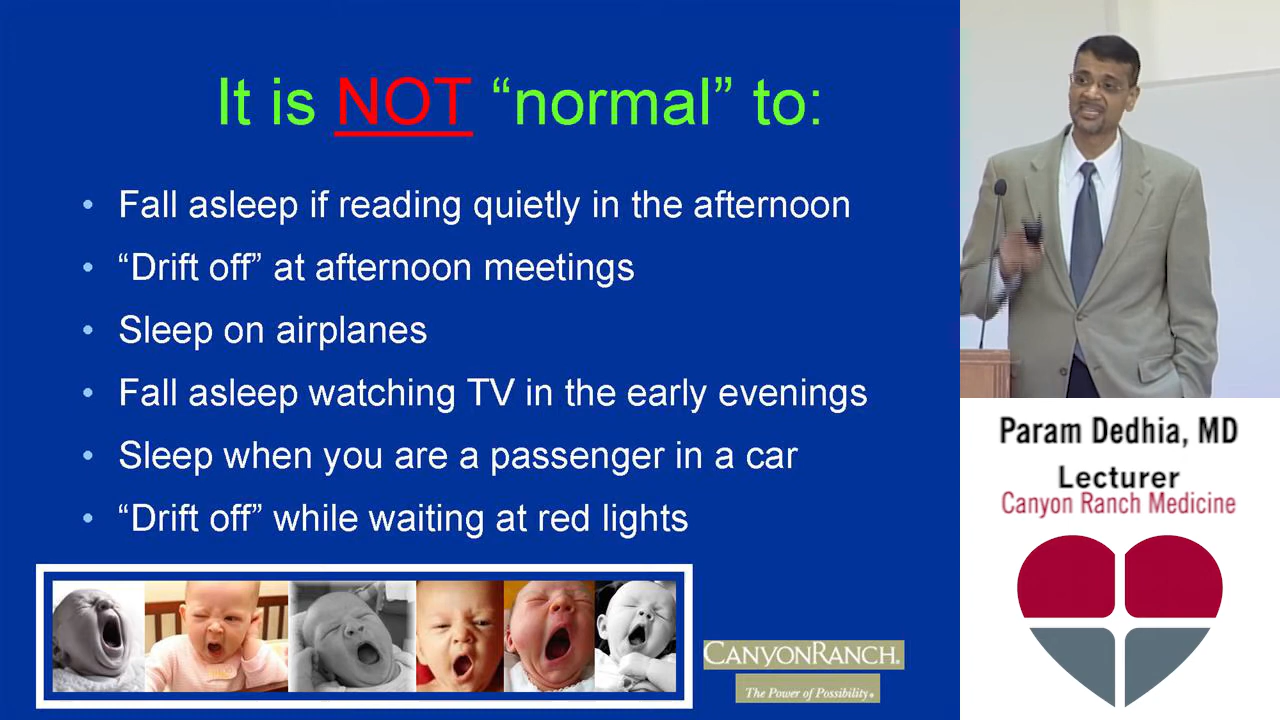 It is NOT “normal” to:
• Fall asleep if reading quietly in the afternoon
• “Drift off” at afternoon meetings
• Sleep on airplanes
• Fall asleep watching TV in the early evenings
• Sleep when you are a passenger in a car
• “Drift off” while waiting at red lights
CANYONRANCH®
The Power of Possibility®
Param Dedhia, MD
Lecturer
Canyon Ranch Medicine